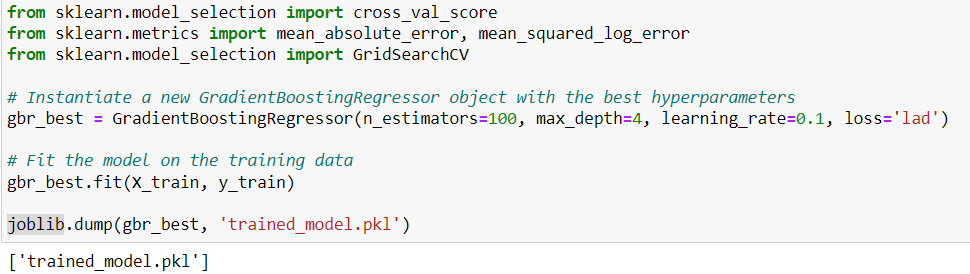 from sklearn.model_selection import cross_val_score
from sklearn.metrics import mean_absolute_error, mean_squared_log_error
from sklearn.model_selection import GridSearchCV
# Instantiate a new GradientBoostingRegressor object with the best hyperparameters
gbr_best = GradientBoostingRegressor(n_estimators=100, max_depth=4, learning_rate=0.1, loss='lad')
# Fit the model on the training data
gbr_best.fit(X_train, y_train)
joblib.dump(gbr_best, 'trained_model.pkl')
['trained_model.pkl']